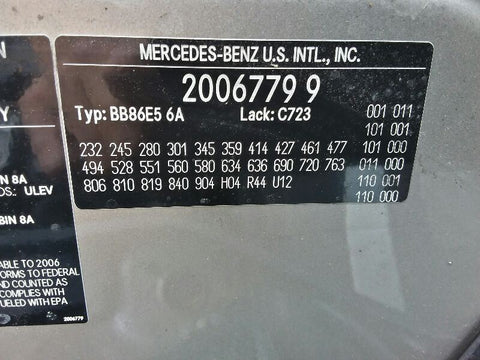 MERCEDES-BENZ U.S. INTL., INC.
2006779 9
Typ: BB86E5 6A Lack: C723 001 011
101 001
232 245 280 301 345 359 414 427 461 477 101 000
494 528 551 560 580 634 636 690 720 763 011 000
806 810 819 840 904 H04 R44 U12 110 001
110 000
N
Y
IN 8A
DS.: ULEV
BIN 8A
ABLE TO 2006
FORMS TO FEDERAL
D COUNTED AS
COMPLIES WITH
UELED WITH EPA
2006779